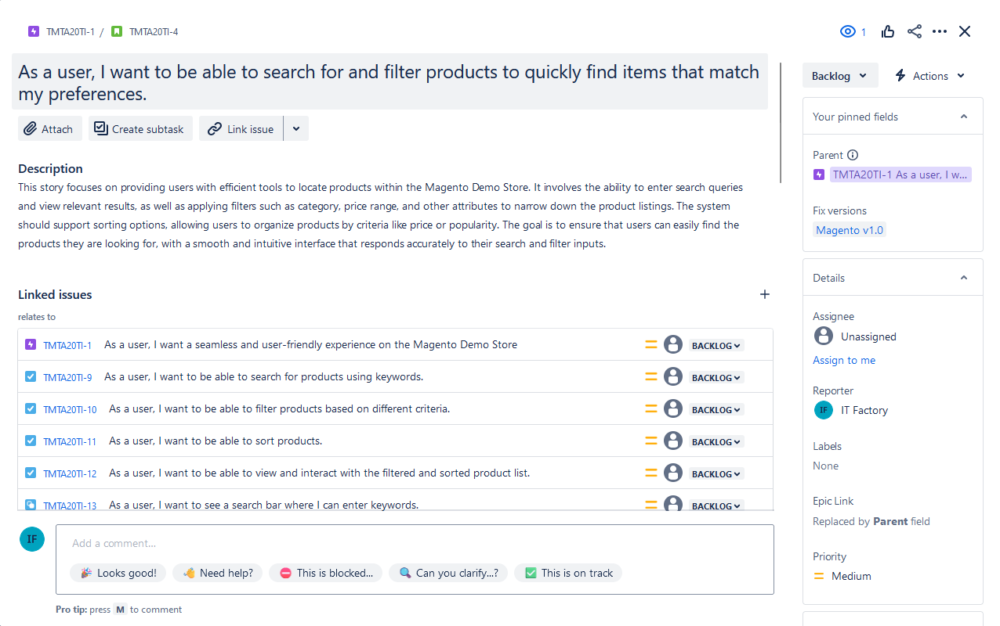 TMTA20TI-1 / TMTA20TI-4
1
As a user, I want to be able to search for and filter products to quickly find items that match
my preferences.
Attach
Create subtask
Link issue
Description
This story focuses on providing users with efficient tools to locate products within the Magento Demo Store. It involves the ability to enter search queries
and view relevant results, as well as applying filters such as category, price range, and other attributes to narrow down the product listings. The system
should support sorting options, allowing users to organize products by criteria like price or popularity. The goal is to ensure that users can easily find the
products they are looking for, with a smooth and intuitive interface that responds accurately to their search and filter inputs.
Linked issues
relates to
TMTA20TI-1 As a user, I want a seamless and user-friendly experience on the Magento Demo Store BACKLOG
TMTA20TI-9 As a user, I want to be able to search for products using keywords. BACKLOG
TMTA20TI-10 As a user, I want to be able to filter products based on different criteria. BACKLOG
TMTA20TI-11 As a user, I want to be able to sort products. BACKLOG
TMTA20TI-12 As a user, I want to be able to view and interact with the filtered and sorted product list. BACKLOG
TMTA20TI-13 As a user, I want to see a search bar where I can enter keywords. BACKLOG
IF
Add a comment...
Looks good!
Need help?
This is blocked...
Can you clarify...?
This is on track
Pro tip: press M to comment
Backlog
Actions
Your pinned fields
Parent
TMTA20TI-1 As a user, I w...
Fix versions
Magento v1.0
Details
Assignee
Unassigned
Assign to me
Reporter
IF IT Factory
Labels
None
Epic Link
Replaced by Parent field
Priority
Medium